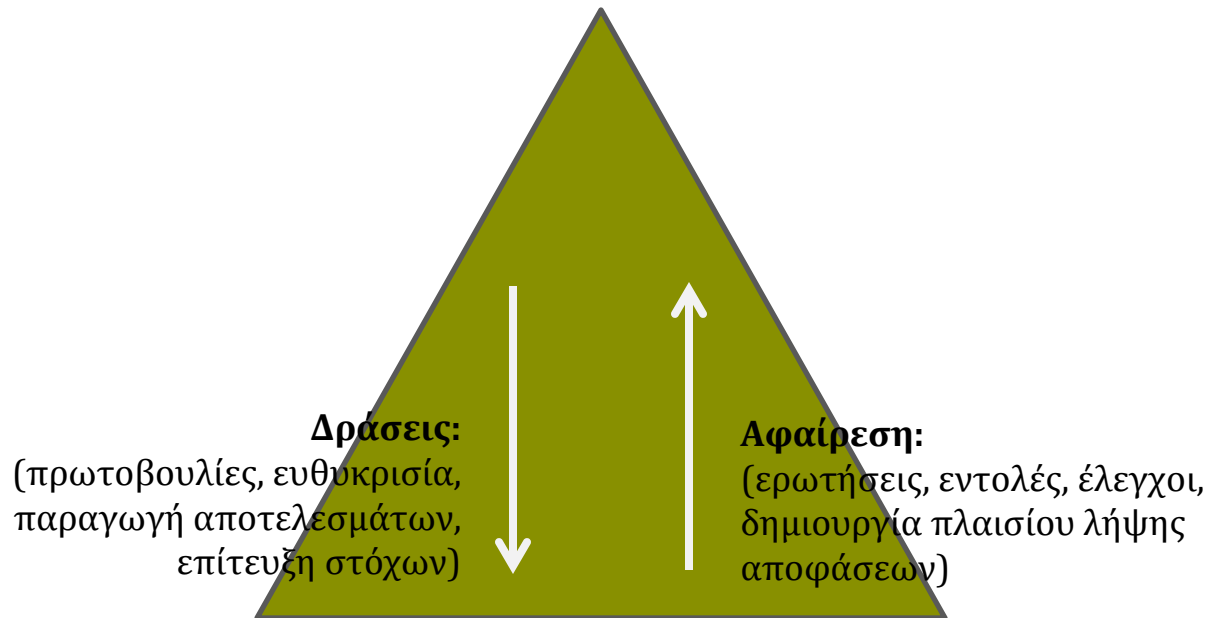 Δράσεις:
(πρωτοβουλίες, ευθυκρισία,
παραγωγή αποτελεσμάτων,
επίτευξη στόχων)
Αφαίρεση:
(ερωτήσεις, εντολές, έλεγχοι,
δημιουργία πλαισίου λήψης
αποφάσεων)